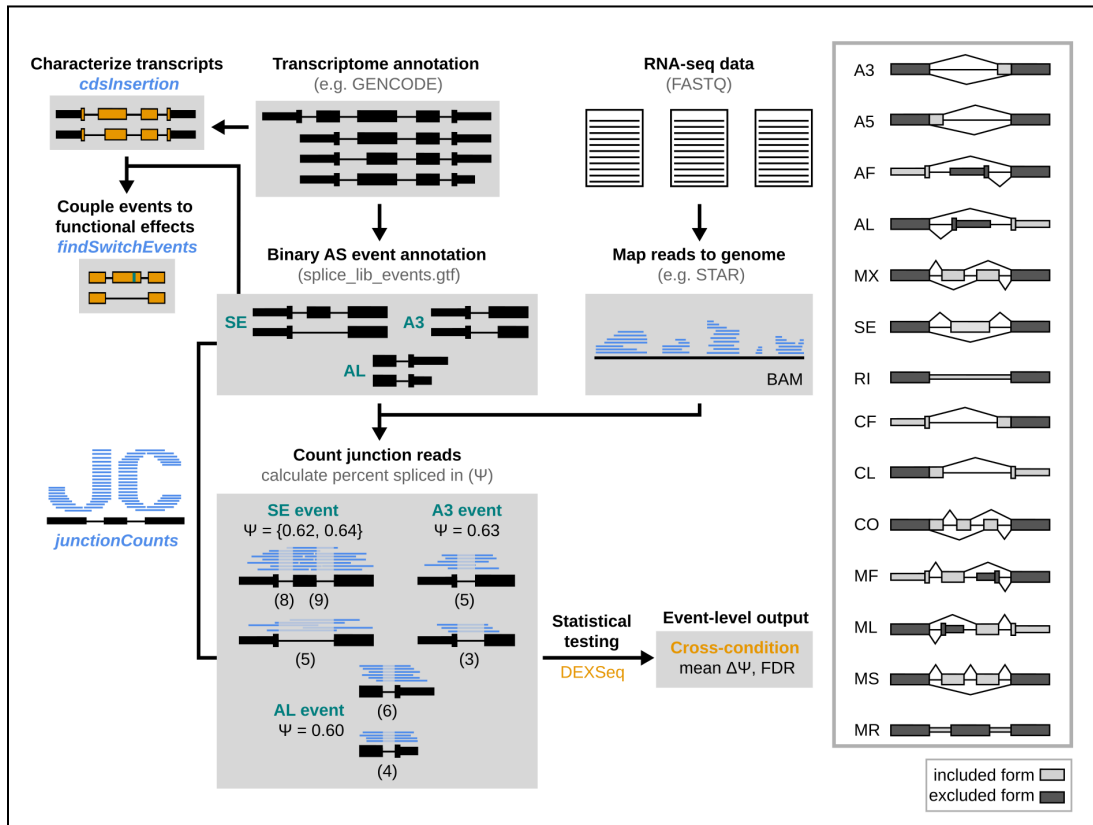 Characterize transcripts
cdsInsertion
Transcriptome annotation
(e.g. GENCODE)
RNA-seq data
(FASTQ)
Couple events to
functional effects
findSwitchEvents
Binary AS event annotation
(splice_lib_events.gtf)
SE
A3
AL
Map reads to genome
(e.g. STAR)
BAM
Count junction reads
calculate percent spliced in (Ψ)
JC
junctionCounts
SE event
Ψ = {0.62, 0.64}
(8) (9)
(5)
A3 event
Ψ = 0.63
(5)
(3)
AL event
Ψ = 0.60
(6)
(4)
Statistical
testing
DEXSeq
Event-level output
Cross-condition
mean ΔΨ, FDR
A3
A5
AF
AL
MX
SE
RI
CF
CL
CO
MF
ML
MS
MR
included form
excluded form